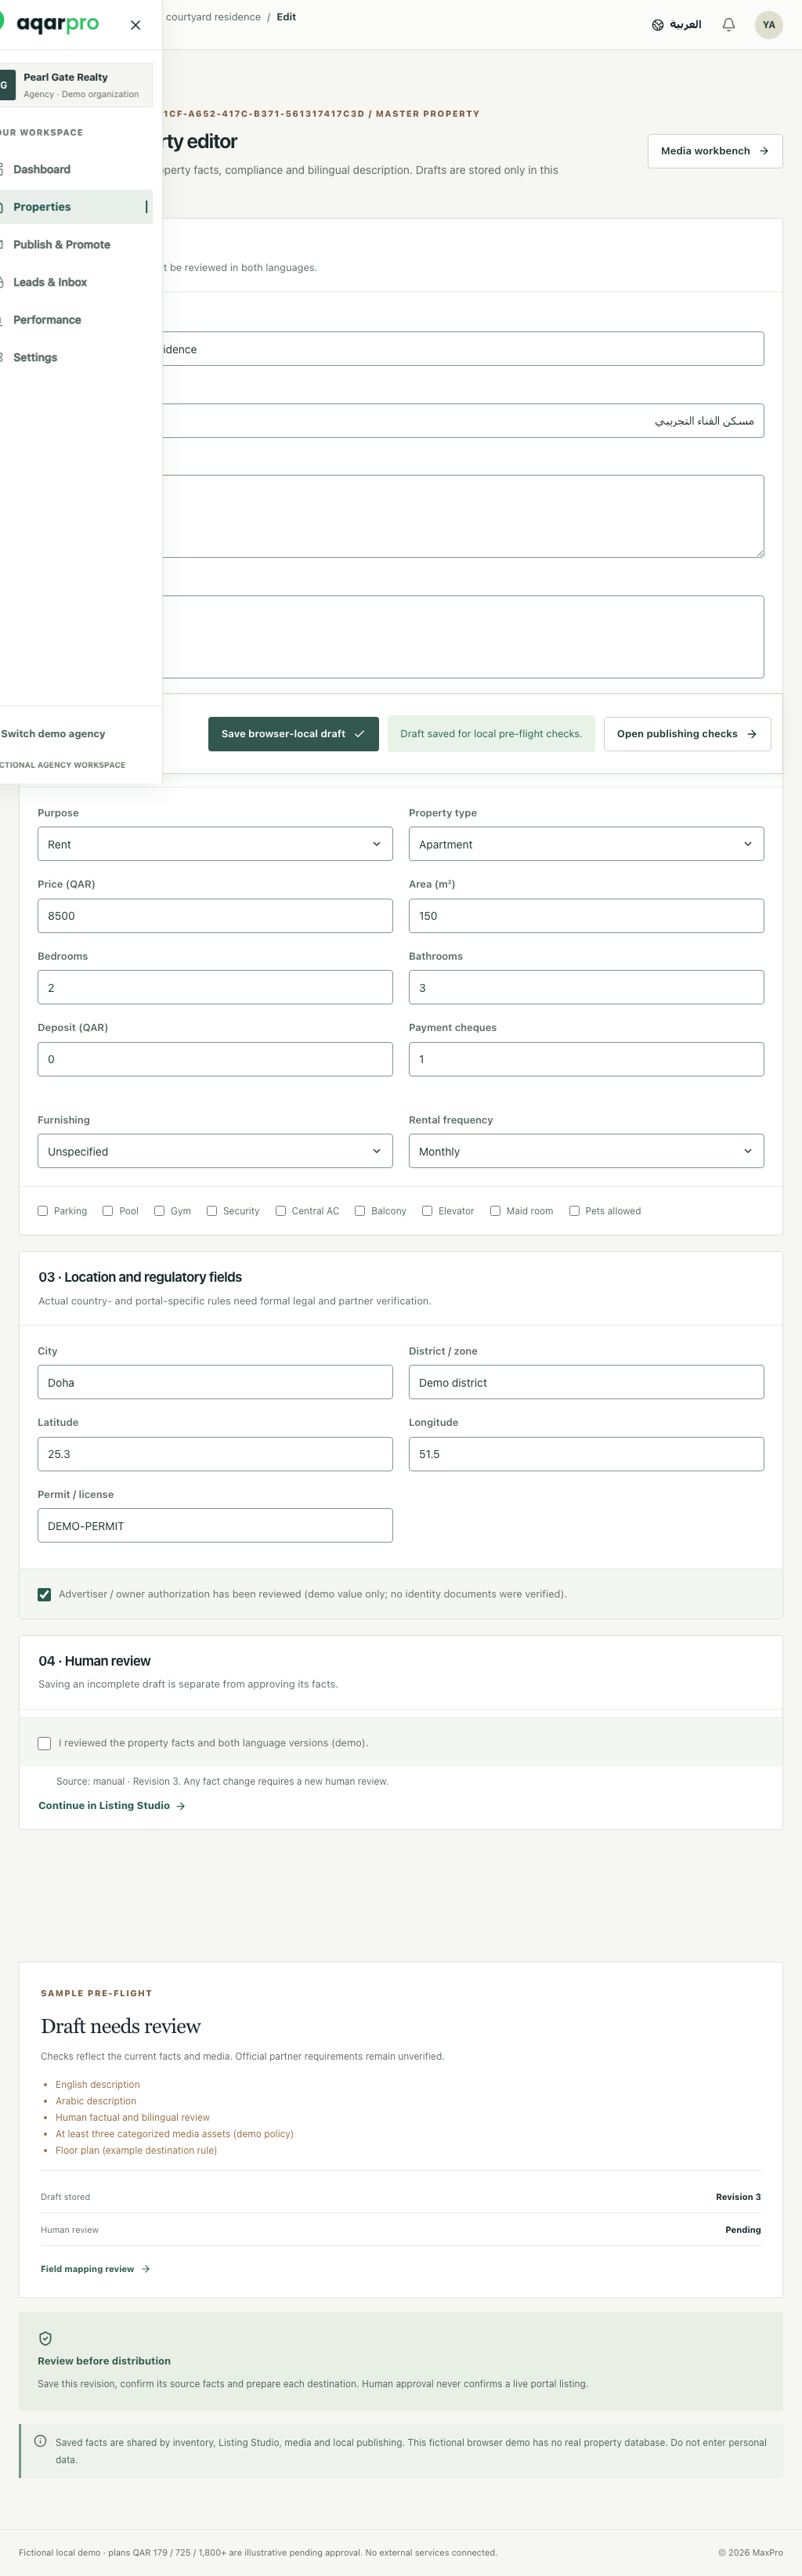 aqarpro
courtyard residence / Edit
العربية
YA
G
Pearl Gate Realty
Agency · Demo organization
OUR WORKSPACE
Dashboard
Properties
Publish & Promote
Leads & Inbox
Performance
Settings
Switch demo agency
CTIONAL AGENCY WORKSPACE
1CF-A652-417C-B371-561317417C3D / MASTER PROPERTY
rty editor
operty facts, compliance and bilingual description. Drafts are stored only in this
Media workbench
t be reviewed in both languages.
idence
مسكن الفناء التجريبي
Save browser-local draft
Draft saved for local pre-flight checks.
Open publishing checks
Purpose
Property type
Rent
Apartment
Price (QAR)
Area (m²)
8500
150
Bedrooms
Bathrooms
2
3
Deposit (QAR)
Payment cheques
0
1
Furnishing
Rental frequency
Unspecified
Monthly
Parking Pool Gym Security Central AC Balcony Elevator Maid room Pets allowed
03 · Location and regulatory fields
Actual country- and portal-specific rules need formal legal and partner verification.
City
District / zone
Doha
Demo district
Latitude
Longitude
25.3
51.5
Permit / license
DEMO-PERMIT
Advertiser / owner authorization has been reviewed (demo value only; no identity documents were verified).
04 · Human review
Saving an incomplete draft is separate from approving its facts.
I reviewed the property facts and both language versions (demo).
Source: manual · Revision 3. Any fact change requires a new human review.
Continue in Listing Studio
SAMPLE PRE-FLIGHT
Draft needs review
Checks reflect the current facts and media. Official partner requirements remain unverified.
• English description
• Arabic description
• Human factual and bilingual review
• At least three categorized media assets (demo policy)
• Floor plan (example destination rule)
Draft stored
Revision 3
Human review
Pending
Field mapping review
Review before distribution
Save this revision, confirm its source facts and prepare each destination. Human approval never confirms a live portal listing.
Saved facts are shared by inventory, Listing Studio, media and local publishing. This fictional browser demo has no real property database. Do not enter personal
data.
Fictional local demo · plans QAR 179 / 725 / 1,800+ are illustrative pending approval. No external services connected.
© 2026 MaxPro